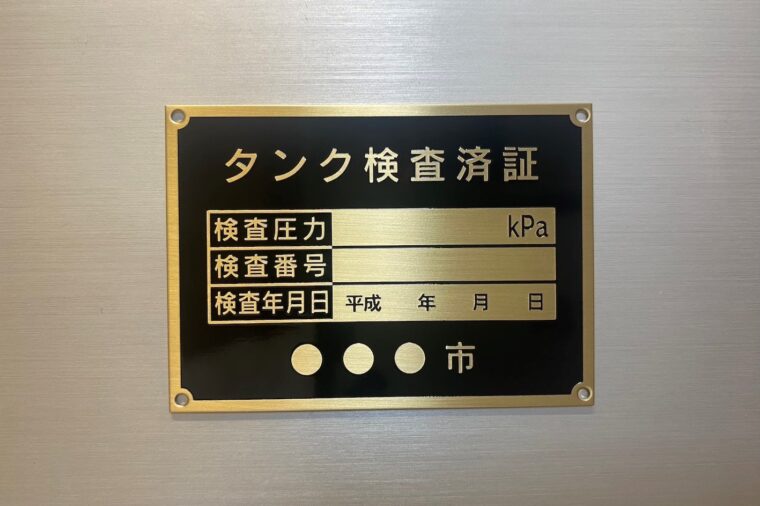 タンク検査済証
検査圧力 kPa
検査番号
検査年月日 平成 年 月 日
●●●市